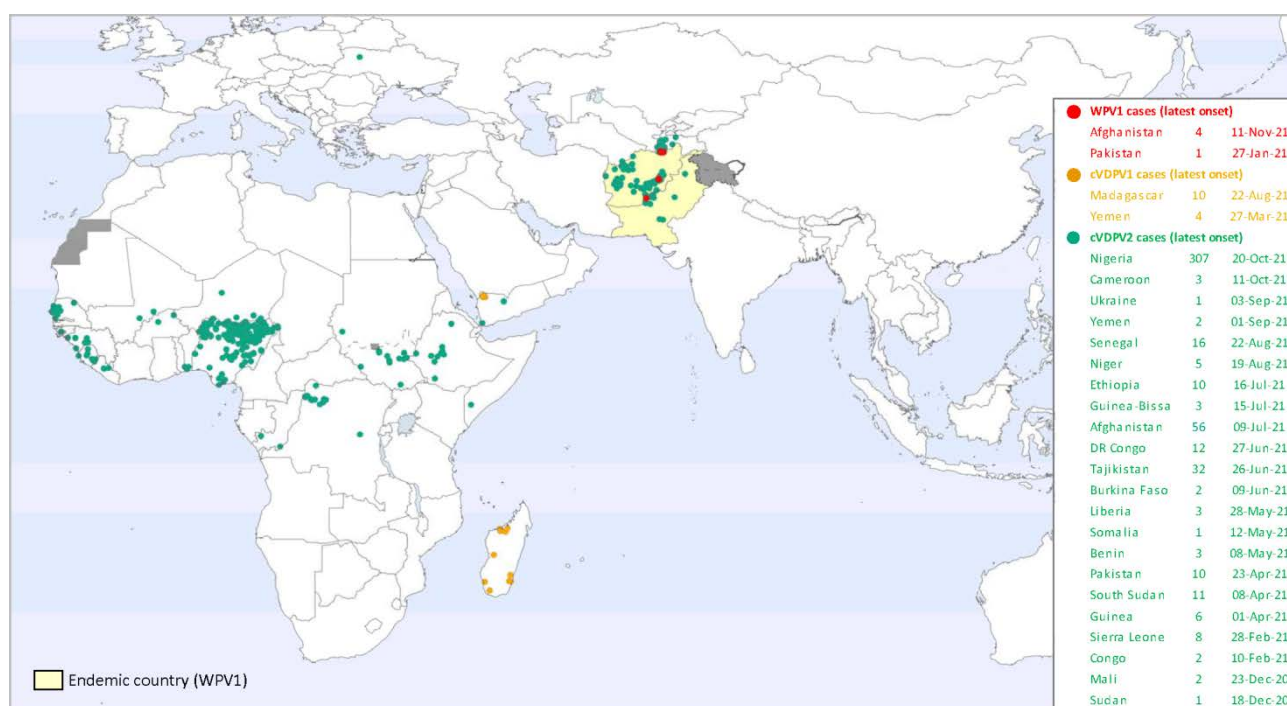 WPV1 cases (latest onset)
Afghanistan 4 11-Nov-21
Pakistan 1 27-Jan-21
cVDPV1 cases (latest onset)
Madagascar 10 22-Aug-21
Yemen 4 27-Mar-21
cVDPV2 cases (latest onset)
Nigeria 307 20-Oct-21
Cameroon 3 11-Oct-21
Ukraine 1 03-Sep-21
Yemen 2 01-Sep-21
Senegal 16 22-Aug-21
Niger 5 19-Aug-21
Ethiopia 10 16-Jul-21
Guinea-Bissa 3 15-Jul-21
Afghanistan 56 09-Jul-21
DR Congo 12 27-Jun-21
Tajikistan 32 26-Jun-21
Burkina Faso 2 09-Jun-21
Liberia 3 28-May-21
Somalia 1 12-May-21
Benin 3 08-May-21
Pakistan 10 23-Apr-21
South Sudan 11 08-Apr-21
Guinea 6 01-Apr-21
Sierra Leone 8 28-Feb-21
Congo 2 10-Feb-21
Mali 2 23-Dec-20
Sudan 1 18-Dec-20
Endemic country (WPV1)